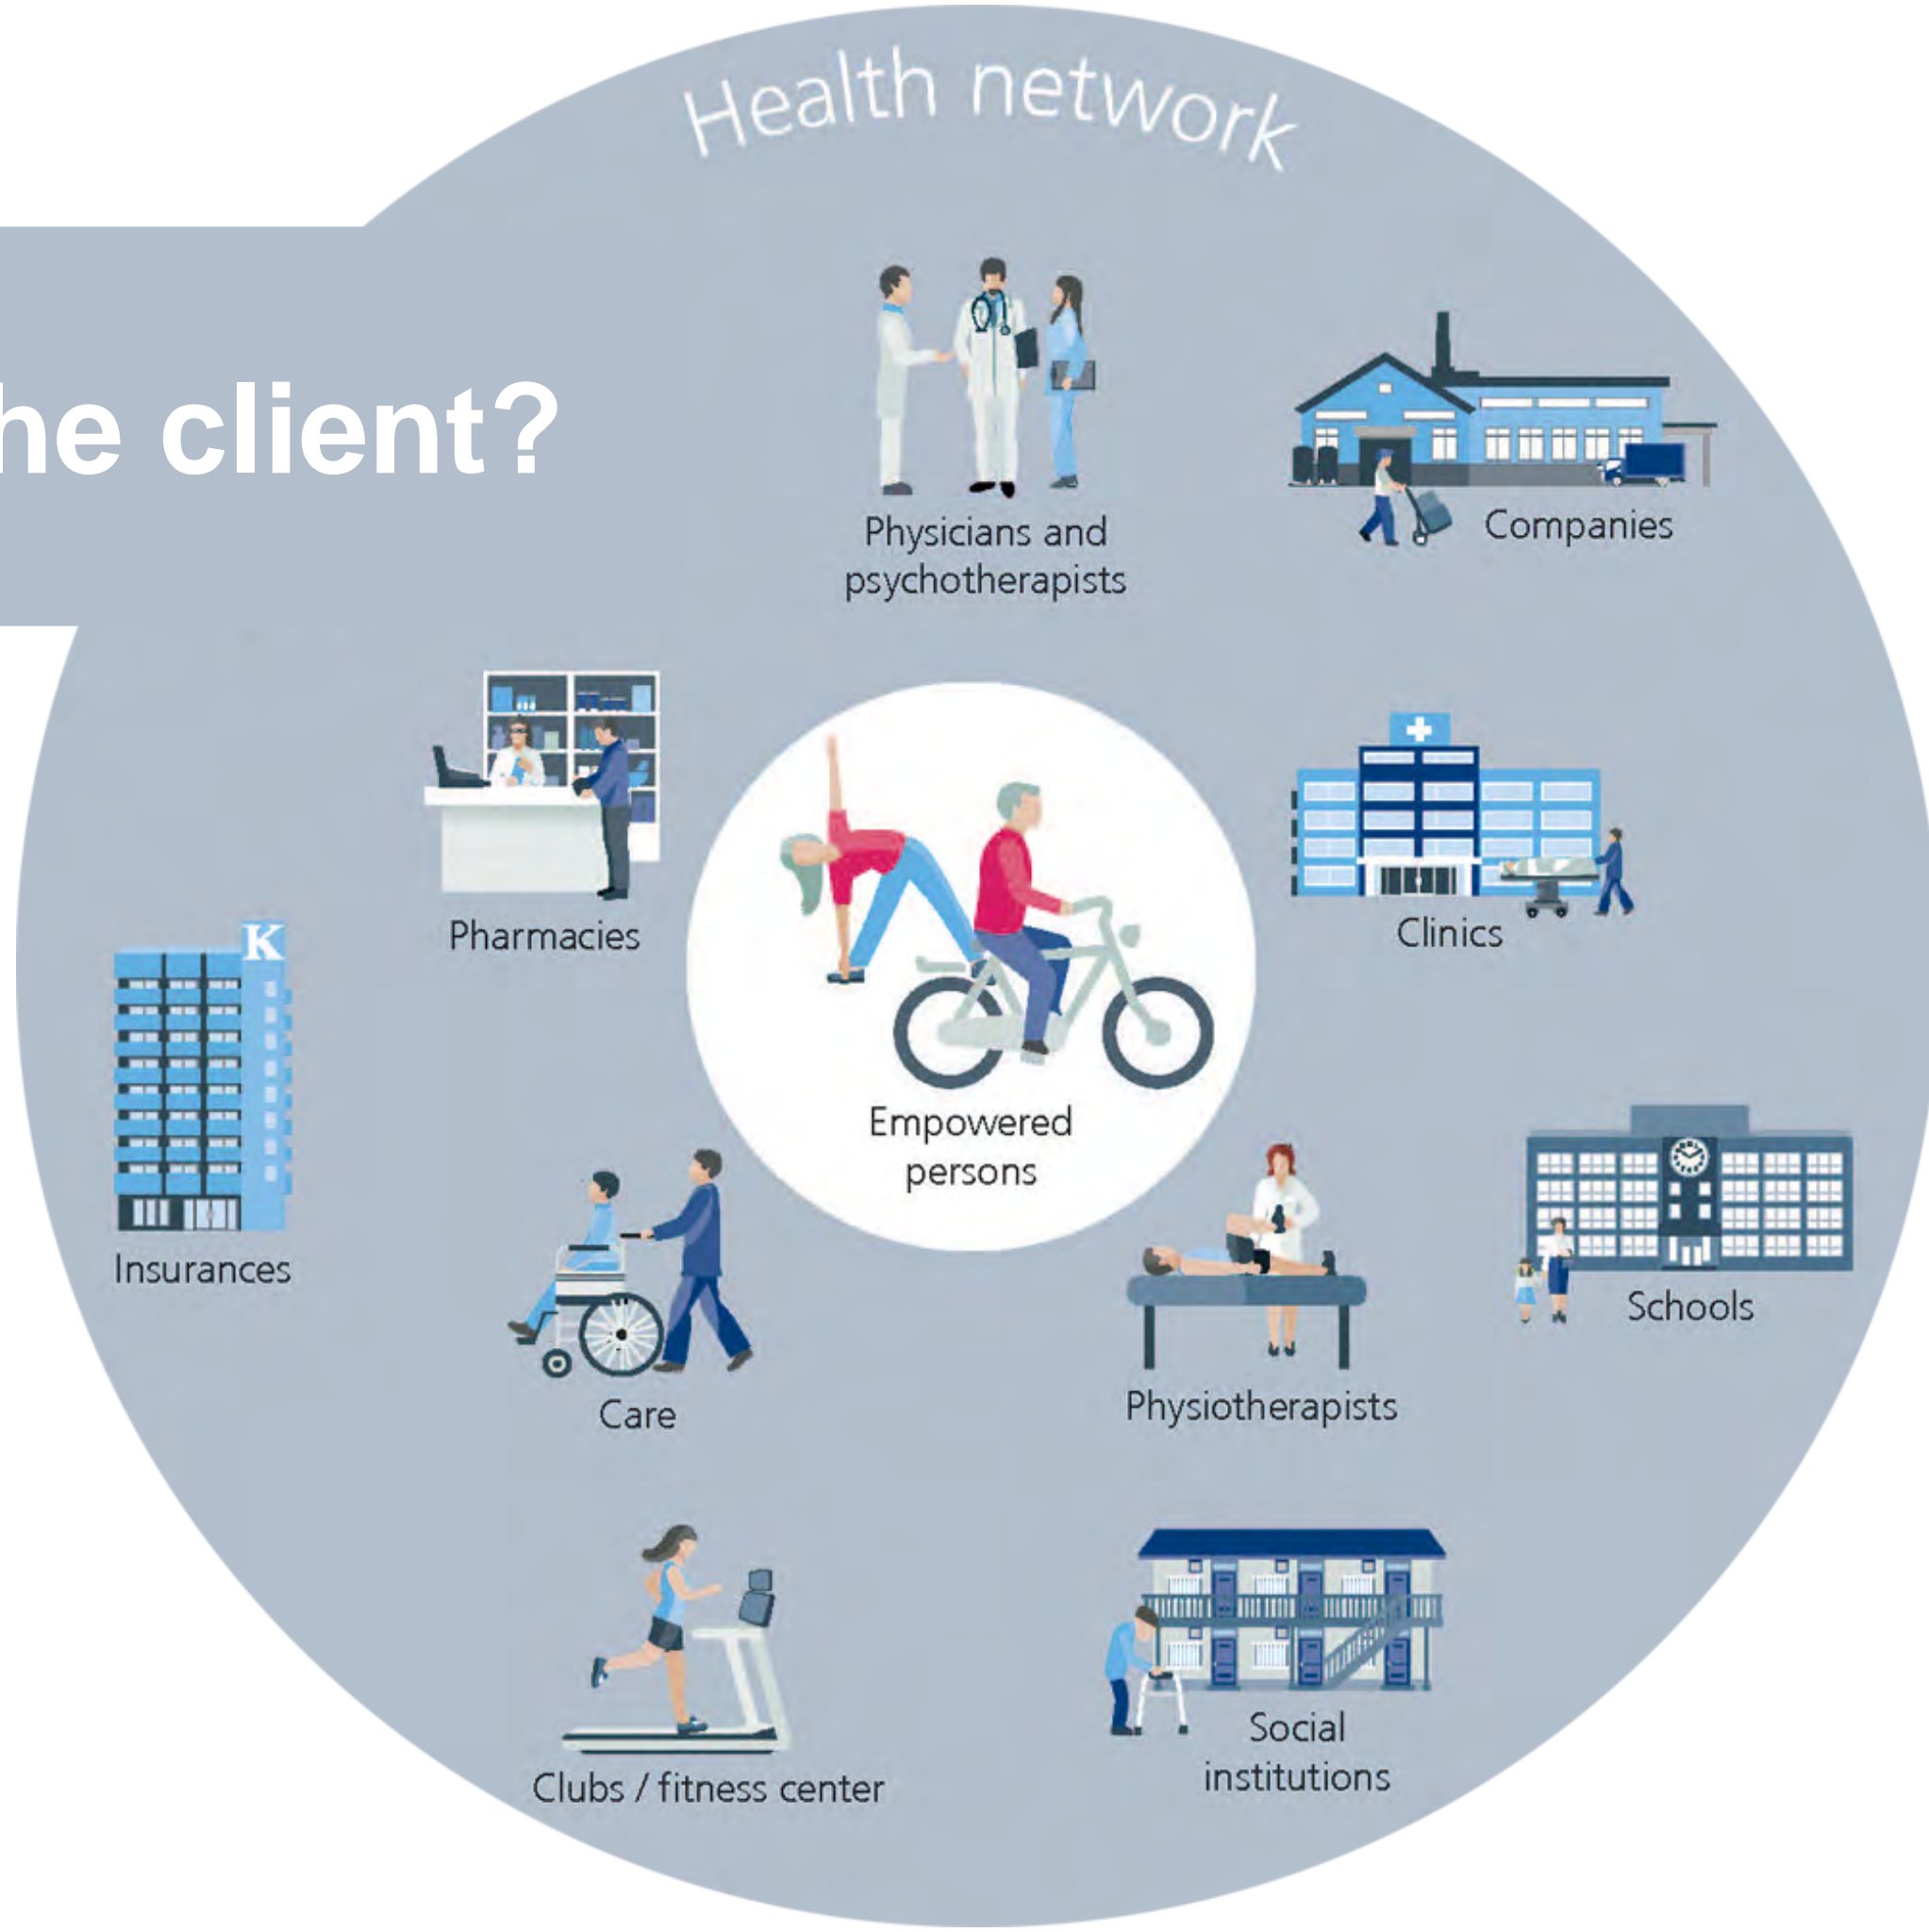 Health network
he client?
Physicians and
psychotherapists
Companies
Pharmacies
Clinics
K
Empowered
persons
Insurances
Schools
Care
Physiotherapists
Social
institutions
Clubs / fitness center